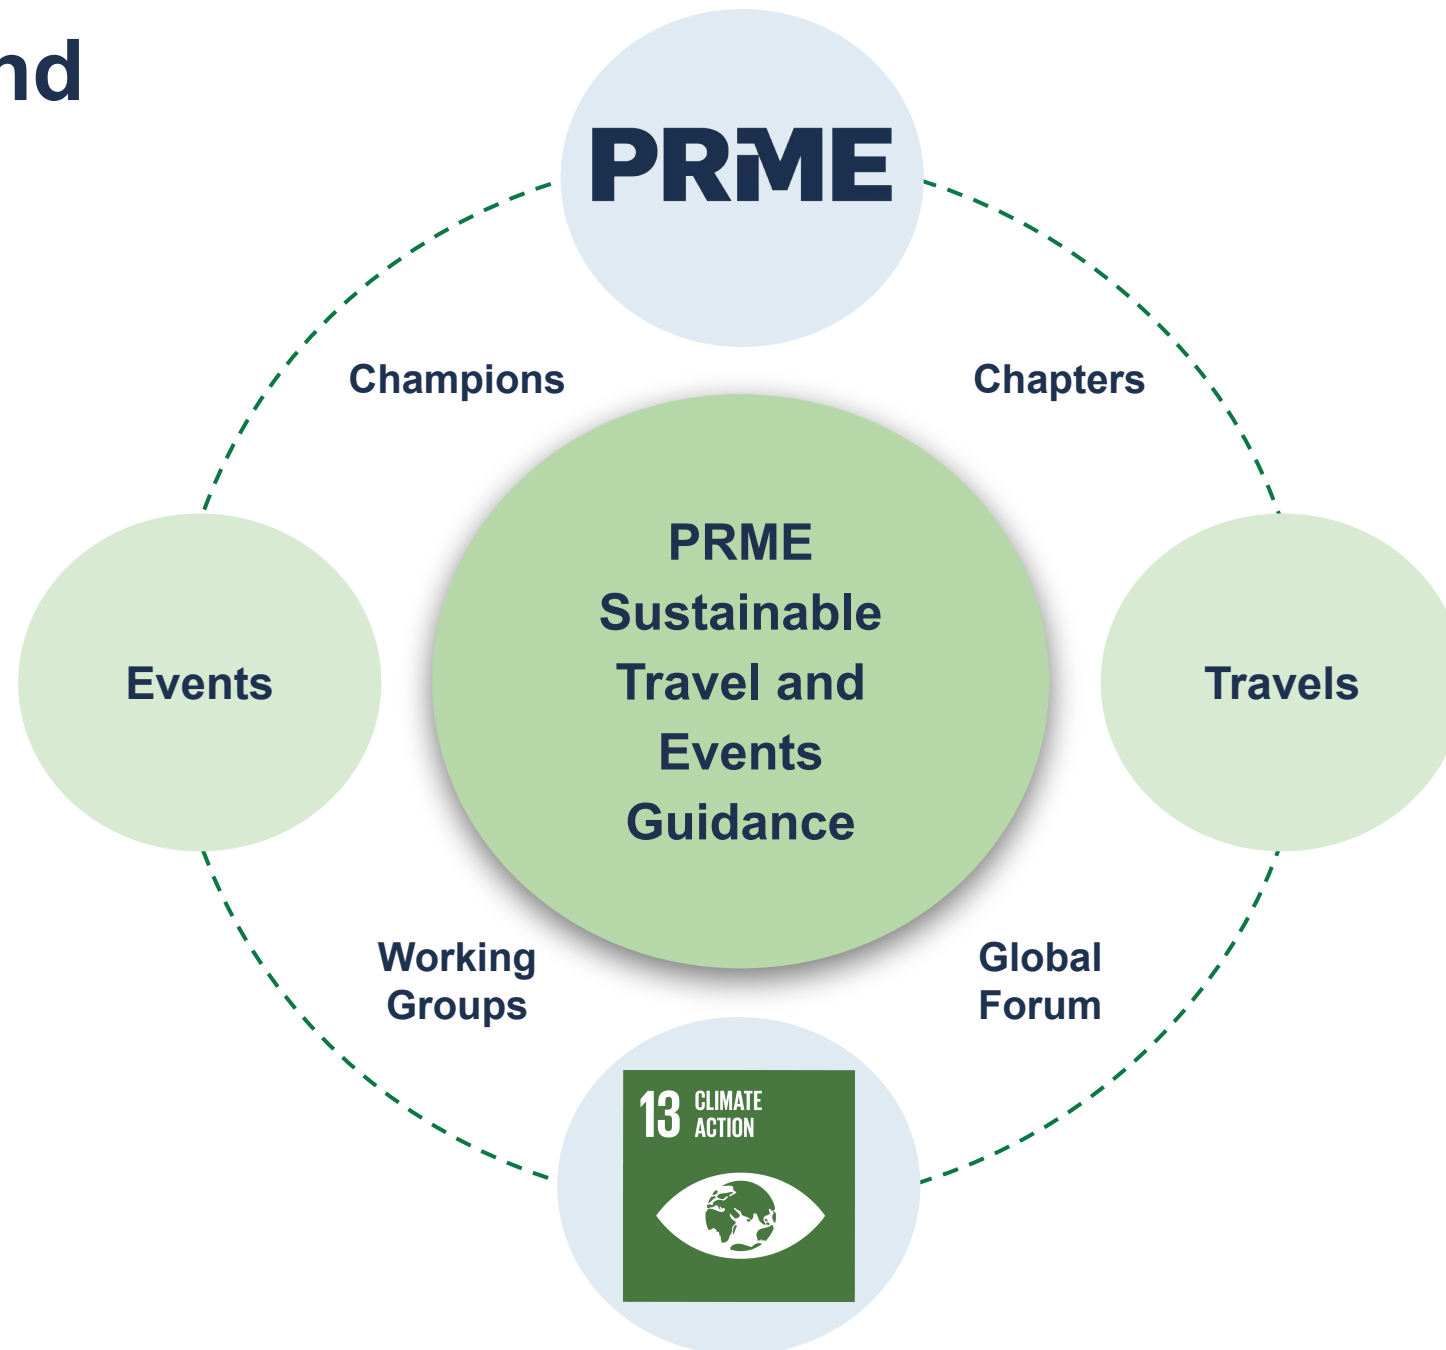 nd
PRME
Champions
Chapters
PRME
Sustainable
Travel and
Events
Guidance
Events
Travels
Working
Groups
Global
Forum
13 CLIMATE
ACTION